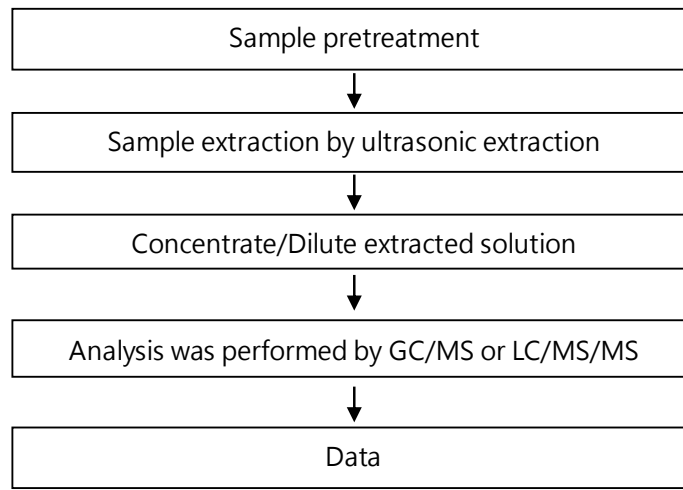 Sample pretreatment
Sample extraction by ultrasonic extraction
Concentrate/Dilute extracted solution
Analysis was performed by GC/MS or LC/MS/MS
Data